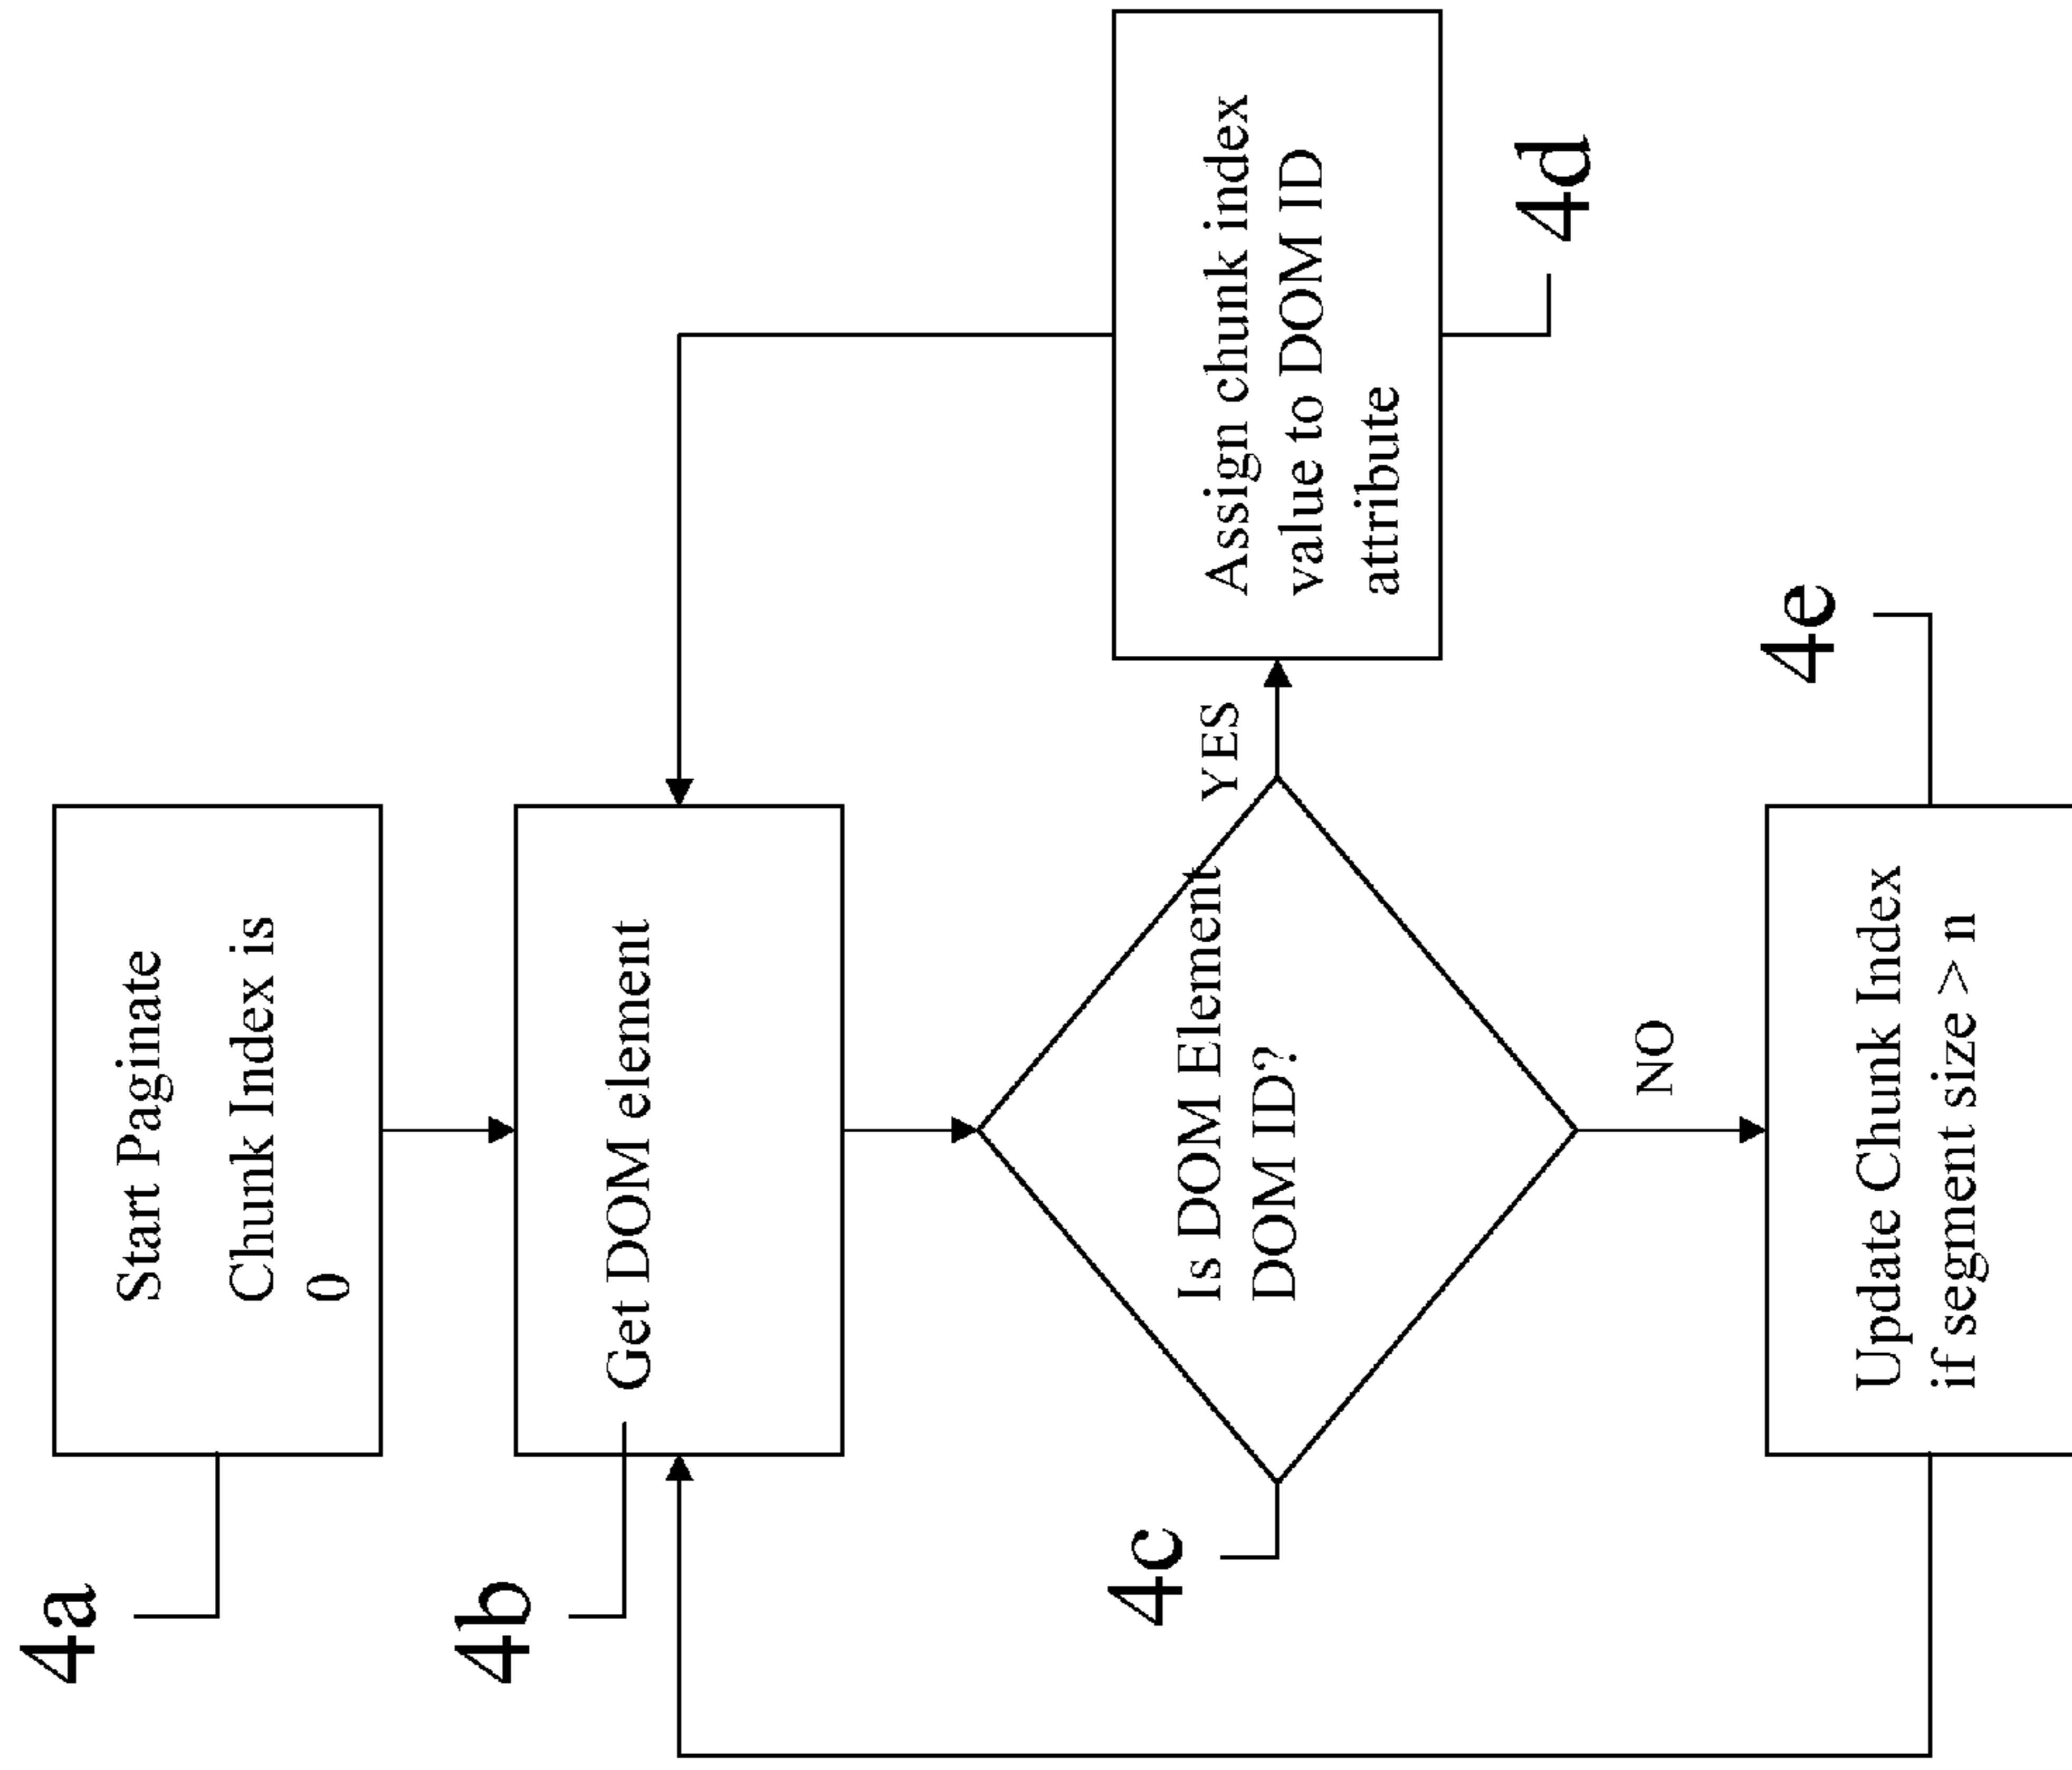 4a
Start Paginate
Chunk Index is
0
4b
Get DOM element
4c
Is DOM Element
DOM ID?
YES
Assign chunk index
value to DOM ID
attribute
4d
NO
4e
Update Chunk Index
if segment size > n